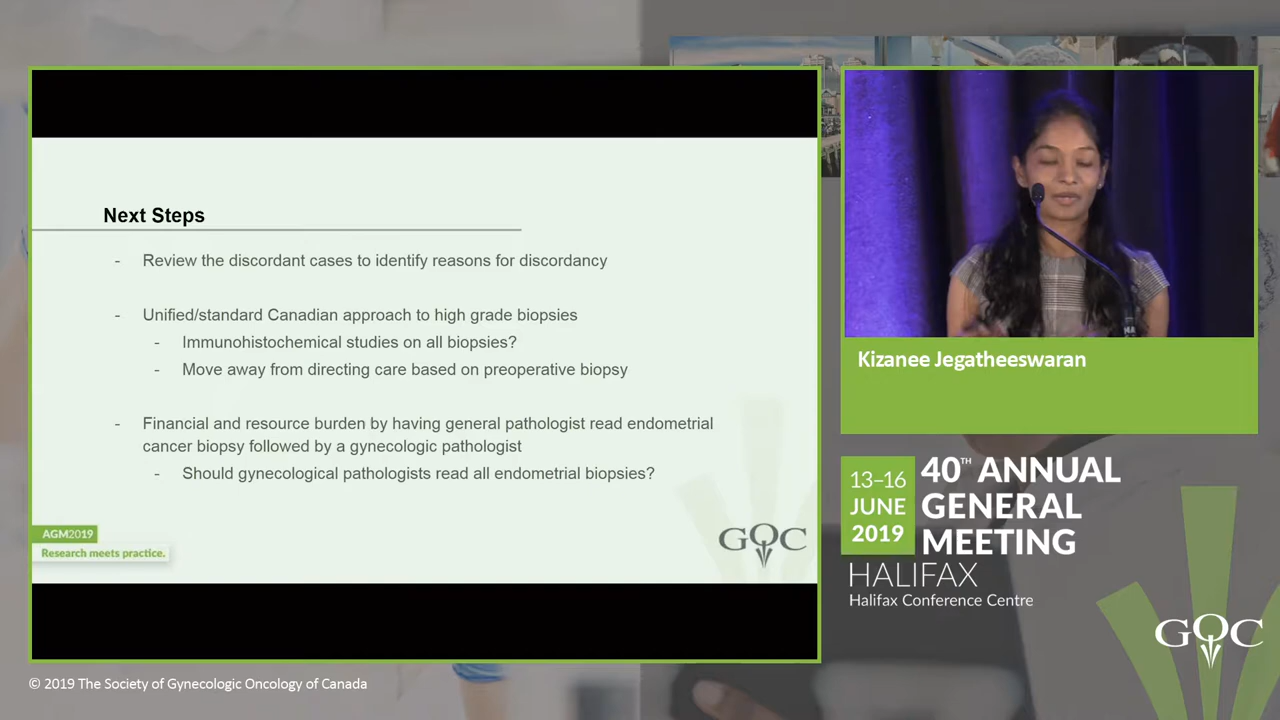 Next Steps
- Review the discordant cases to identify reasons for discordancy
- Unified/standard Canadian approach to high grade biopsies
- Immunohistochemical studies on all biopsies?
- Move away from directing care based on preoperative biopsy
- Financial and resource burden by having general pathologist read endometrial
cancer biopsy followed by a gynecologic pathologist
- Should gynecological pathologists read all endometrial biopsies?
AGM2019
Research meets practice.
GOC
Kizanee Jegatheeswaran
13–16
JUNE
2019
40TH ANNUAL
GENERAL
MEETING
HALIFAX
Halifax Conference Centre
GOC
© 2019 The Society of Gynecologic Oncology of Canada